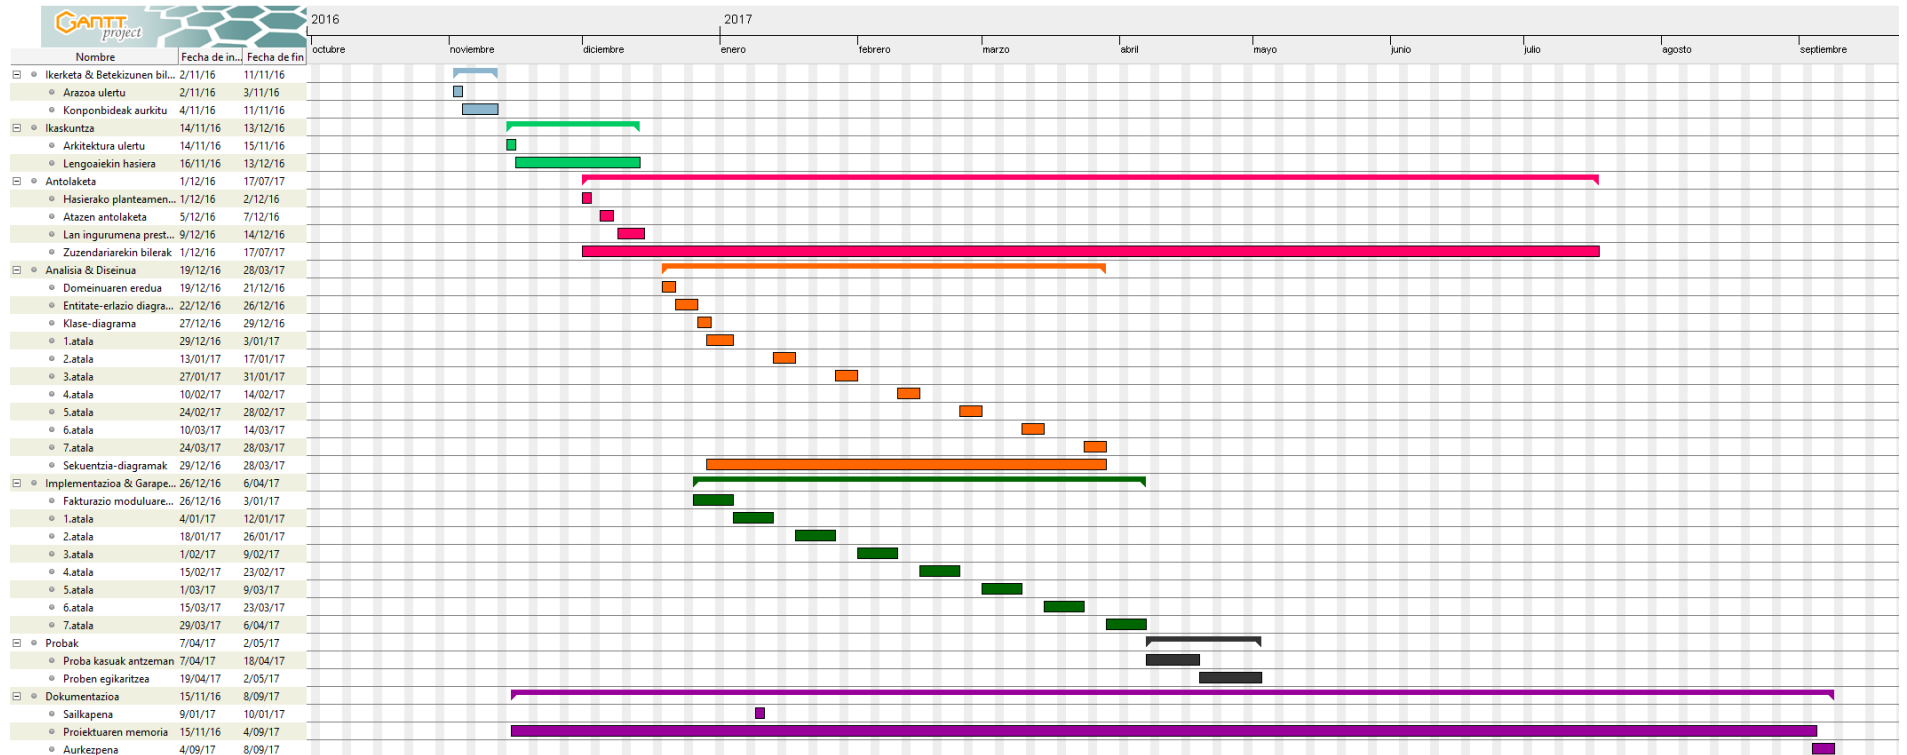 GANTT project
2016 2017
octubre noviembre diciembre enero febrero marzo abril mayo junio julio agosto septiembre
Nombre Fecha de in... Fecha de fin
Ikerketa & Betekizunen bil... 2/11/16 11/11/16
Arazoa ulertu 2/11/16 3/11/16
Konponbideak aurkitu 4/11/16 11/11/16
Ikaskuntza 14/11/16 13/12/16
Arkitektura ulertu 14/11/16 15/11/16
Lengoaiekin hasiera 16/11/16 13/12/16
Antolaketa 1/12/16 17/07/17
Hasierako planteamen... 1/12/16 2/12/16
Atazen antolaketa 5/12/16 7/12/16
Lan ingurumena prest... 9/12/16 14/12/16
Zuzendariarekin bilerak 1/12/16 17/07/17
Analisia & Diseinua 19/12/16 28/03/17
Domeinuaren eredua 19/12/16 21/12/16
Entitate-erlazio diagra... 22/12/16 26/12/16
Klase-diagrama 27/12/16 29/12/16
1.atala 29/12/16 3/01/17
2.atala 13/01/17 17/01/17
3.atala 27/01/17 31/01/17
4.atala 10/02/17 14/02/17
5.atala 24/02/17 28/02/17
6.atala 10/03/17 14/03/17
7.atala 24/03/17 28/03/17
Sekuentzia-diagramak 29/12/16 28/03/17
Implementazioa & Garape... 26/12/16 6/04/17
Fakturazio moduluare... 26/12/16 3/01/17
1.atala 4/01/17 12/01/17
2.atala 18/01/17 26/01/17
3.atala 1/02/17 9/02/17
4.atala 15/02/17 23/02/17
5.atala 1/03/17 9/03/17
6.atala 15/03/17 23/03/17
7.atala 29/03/17 6/04/17
Probak 7/04/17 2/05/17
Proba kasuak antzeman 7/04/17 18/04/17
Proben egikaritzea 19/04/17 2/05/17
Dokumentazioa 15/11/16 8/09/17
Sailkapena 9/01/17 10/01/17
Proiektuaren memoria 15/11/16 4/09/17
Aurkezpena 4/09/17 8/09/17